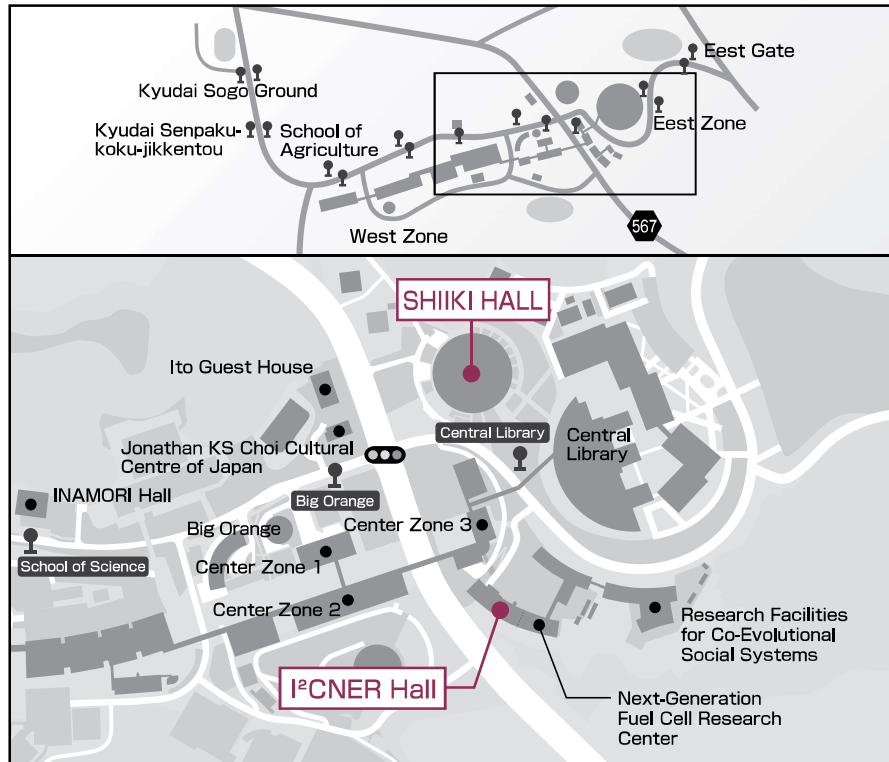 Eest Gate
Kyudai Sogo Ground
Eest Zone
Kyudai Senpaku-
koku-jikkentou
School of
Agriculture
West Zone
567
SHIIKI HALL
Ito Guest House
Jonathan KS Choi Cultural
Centre of Japan
Central Library
Central
Library
INAMORI Hall
Big Orange
Big Orange
Center Zone 3
School of Science
Center Zone 1
Center Zone 2
Research Facilities
for Co-Evolutional
Social Systems
I²CNER Hall
Next-Generation
Fuel Cell Research
Center